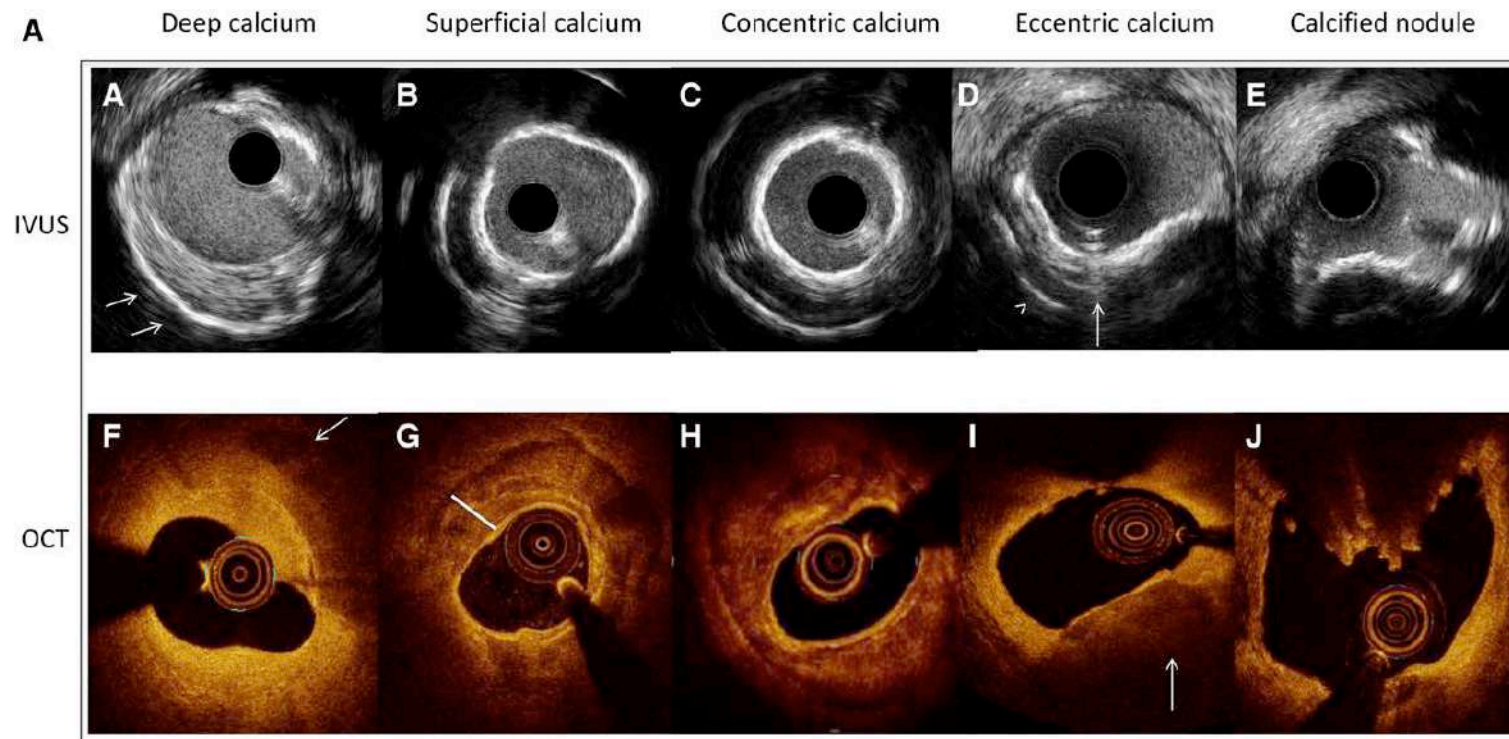 A
Deep calcium Superficial calcium Concentric calcium Eccentric calcium Calcified nodule
IVUS
A B C D E
OCT
F G H I J